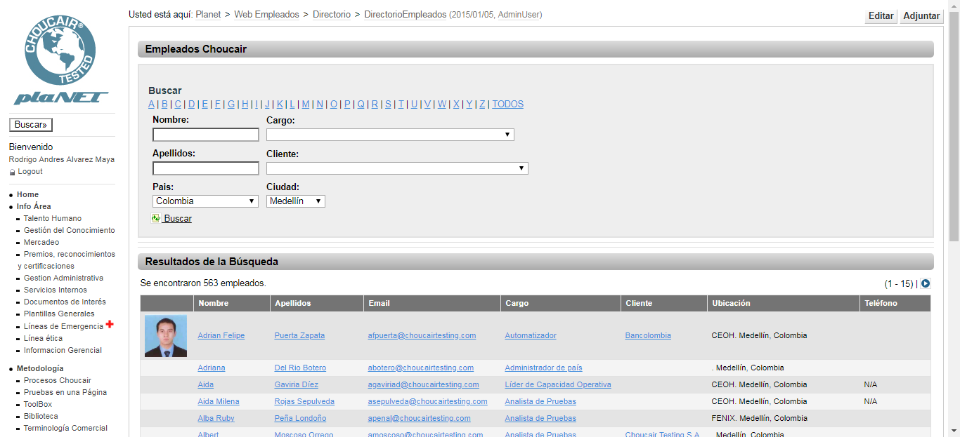 CHOUCAIR
TESTED
plaNET
Buscar»
Bienvenido
Rodrigo Andres Alvarez Maya
Logout
Home
Info Área
Talento Humano
Gestión del Conocimiento
Mercadeo
Premios, reconocimientos
y certificaciones
Gestion Administrativa
Servicios Internos
Documentos de Interés
Plantillas Generales
Líneas de Emergencia
Línea ética
Informacion Gerencial
Metodología
Procesos Choucair
Pruebas en una Página
ToolBox
Biblioteca
Terminología Comercial
Usted está aquí: Planet > Web Empleados > Directorio > DirectorioEmpleados (2015/01/05, AdminUser)
Editar Adjuntar
Empleados Choucair
Buscar
A | B | C | D | E | F | G | H | I | J | K | L | M | N | O | P | Q | R | S | T | U | V | W | X | Y | Z | TODOS
Nombre: Cargo:
Apellidos: Cliente:
Pais: Ciudad:
Colombia Medellín
Buscar
Resultados de la Búsqueda
Se encontraron 563 empleados. (1 - 15) |
Nombre Apellidos Email Cargo Cliente Ubicación Teléfono
Adrian Felipe Puerta Zapata afpuerta@choucairtesting.com Automatizador Bancolombia CEOH. Medellín, Colombia
Adriana Del Rio Botero abotero@choucairtesting.com Administrador de país . Medellín, Colombia
Aida Gaviria Díez agaviriad@choucairtesting.com Líder de Capacidad Operativa CEOH. Medellín, Colombia N/A
Aida Milena Rojas Sepulveda asepulveda@choucairtesting.com Analista de Pruebas CEOH. Medellín, Colombia N/A
Alba Ruby Peña Londoño apenal@choucairtesting.com Analista de Pruebas FENIX. Medellín, Colombia
Albert Moscoso Orrego amoscoso@choucairtesting.com Analista de Pruebas Choucair Testing S.A. . Medellín, Colombia